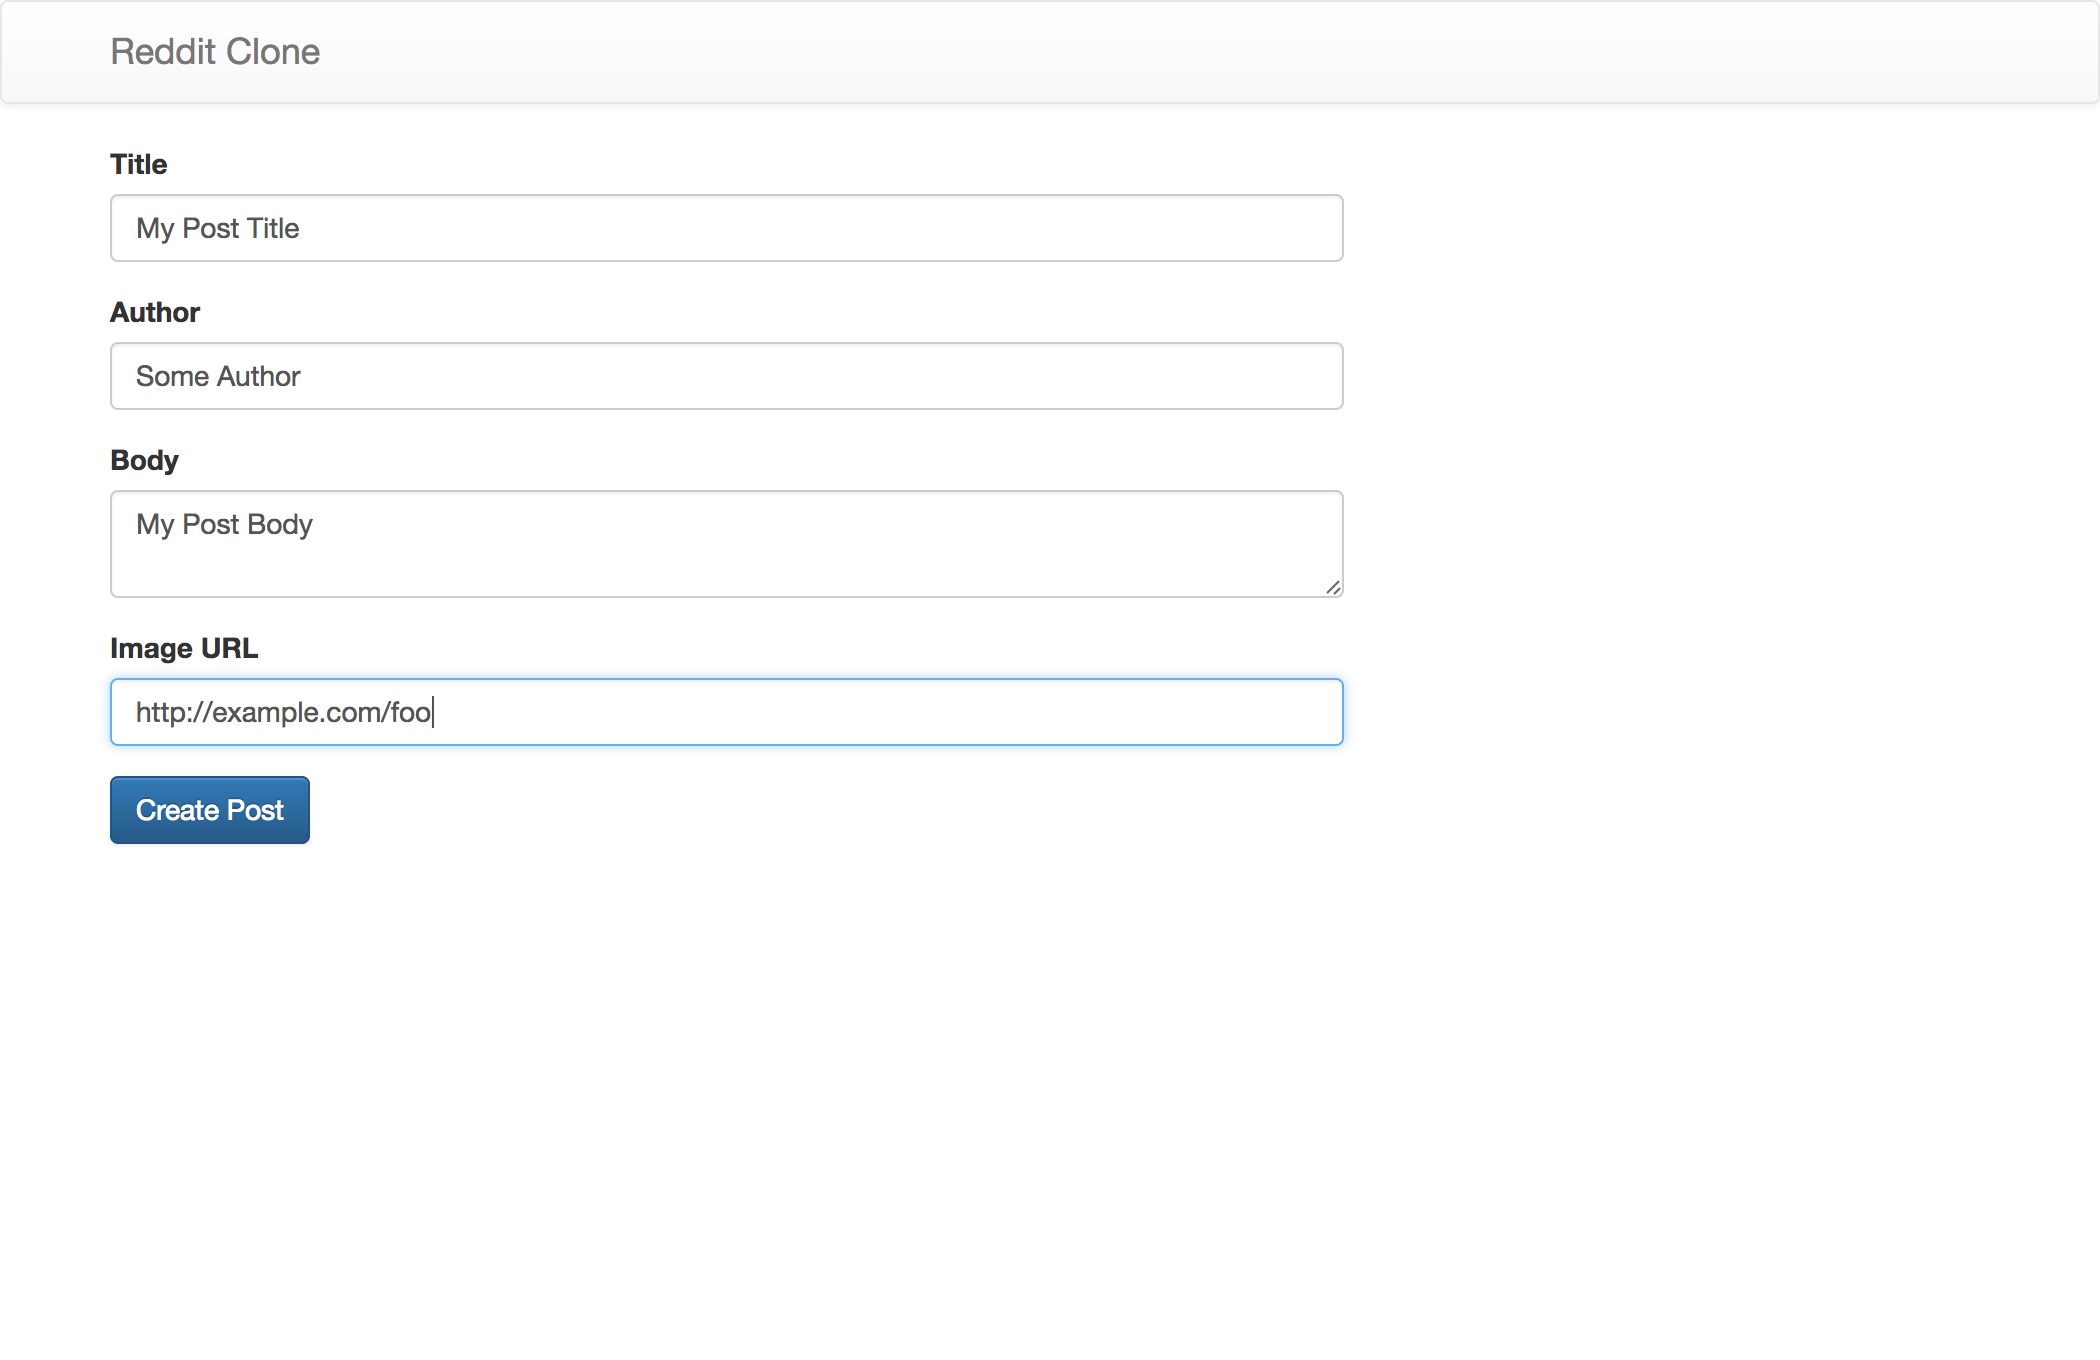 Reddit Clone
Title
My Post Title
Author
Some Author
Body
My Post Body
Image URL
http://example.com/foo
Create Post